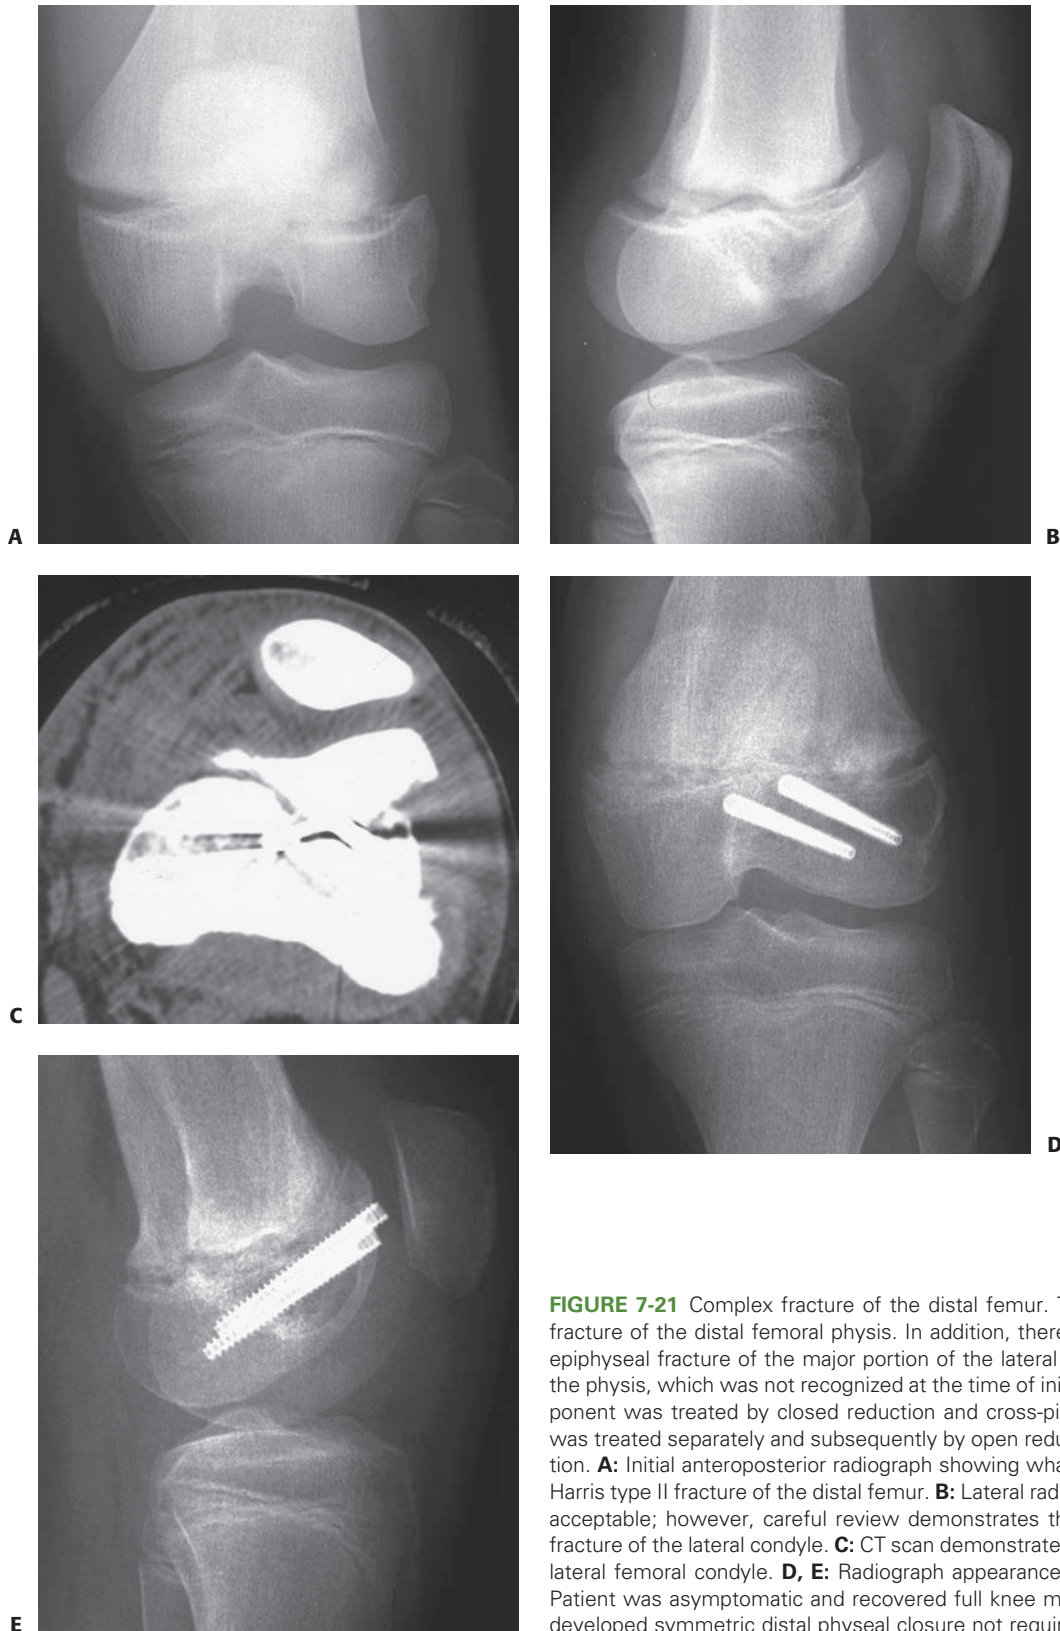 A
B
C
D
E
FIGURE 7-21 Complex fracture of the distal femur.
fracture of the distal femoral physis. In addition, there
epiphyseal fracture of the major portion of the lateral
the physis, which was not recognized at the time of ini
ponent was treated by closed reduction and cross-pi
was treated separately and subsequently by open redu
tion. A: Initial anteroposterior radiograph showing wha
Harris type II fracture of the distal femur. B: Lateral rad
acceptable; however, careful review demonstrates th
fracture of the lateral condyle. C: CT scan demonstrate
lateral femoral condyle. D, E: Radiograph appearance
Patient was asymptomatic and recovered full knee m
developed symmetric distal physeal closure not requi